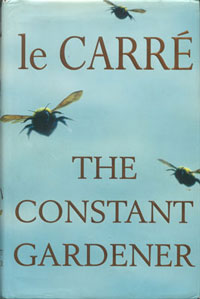 le CARRÉ
THE
CONSTANT
GARDENER